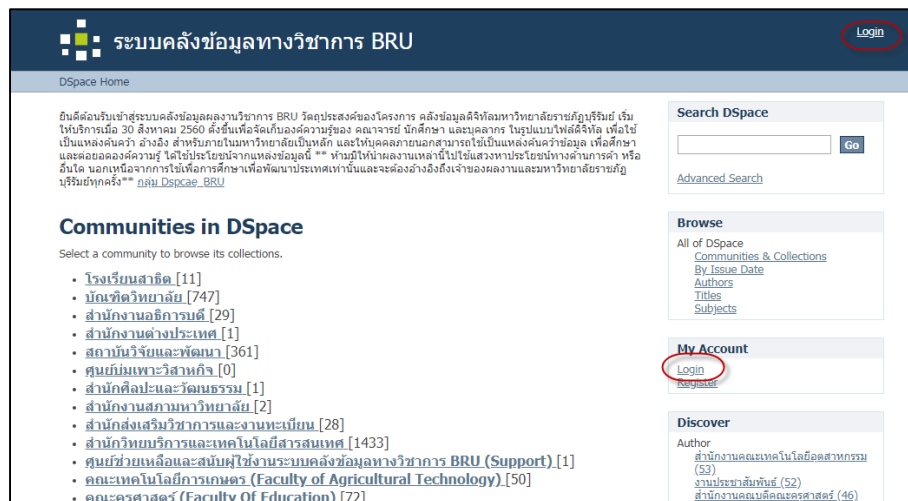 ระบบคลังข้อมูลทางวิชาการ BRU
Login
DSpace Home
ยินดีต้อนรับเข้าสู่ระบบคลังข้อมูลผลงานวิชาการ BRU วัตถุประสงค์ของโครงการ คลังข้อมูลดิจิทัลมหาวิทยาลัยราชภัฏบุรีรัมย์ เริ่ม
ให้บริการเมื่อ 30 สิงหาคม 2560 ตั้งขึ้นเพื่อจัดเก็บองค์ความรู้ของ คณาจารย์ นักศึกษา และบุคลากร ในรูปแบบไฟล์ดิจิทัล เพื่อใช้
เป็นแหล่งค้นคว้า อ้างอิง สำหรับภายในมหาวิทยาลัยเป็นหลัก และให้บุคคลภายนอกสามารถใช้เป็นแหล่งค้นคว้าข้อมูล เพื่อศึกษา
และต่อยอดองค์ความรู้ ได้ใช้ประโยชน์จากแหล่งข้อมูลนี้ ** ห้ามมิให้นำผลงานเหล่านี้ไปใช้แสวงหาประโยชน์ทางด้านการค้า หรือ
อื่นใด นอกเหนือจากการใช้เพื่อการศึกษาเพื่อพัฒนาประเทศเท่านั้นและจะต้องอ้างอิงถึงเจ้าของผลงานและมหาวิทยาลัยราชภัฏ
บุรีรัมย์ทุกครั้ง** กลุ่ม Dspcae_BRU
Communities in DSpace
Select a community to browse its collections.
โรงเรียนสาธิต [11]
บัณฑิตวิทยาลัย [747]
สำนักงานอธิการบดี [29]
สำนักงานต่างประเทศ [1]
สถาบันวิจัยและพัฒนา [361]
ศูนย์บ่มเพาะวิสาหกิจ [0]
สำนักศิลปะและวัฒนธรรม [1]
สำนักงานสภามหาวิทยาลัย [2]
สำนักส่งเสริมวิชาการและงานทะเบียน [28]
สำนักวิทยบริการและเทคโนโลยีสารสนเทศ [1433]
ศูนย์ช่วยเหลือและสนับผู้ใช้งานระบบคลังข้อมูลทางวิชาการ BRU (Support) [1]
คณะเทคโนโลยีการเกษตร (Faculty of Agricultural Technology) [50]
คณะครุศาสตร์ (Faculty Of Education) [72]
Search DSpace
Go
Advanced Search
Browse
All of DSpace
Communities & Collections
By Issue Date
Authors
Titles
Subjects
My Account
Login
Register
Discover
Author
สำนักงานคณะเทคโนโลยีอุตสาหกรรม
(53)
งานประชาสัมพันธ์ (52)
สำนักงานคณบดีคณะครุศาสตร์ (46)